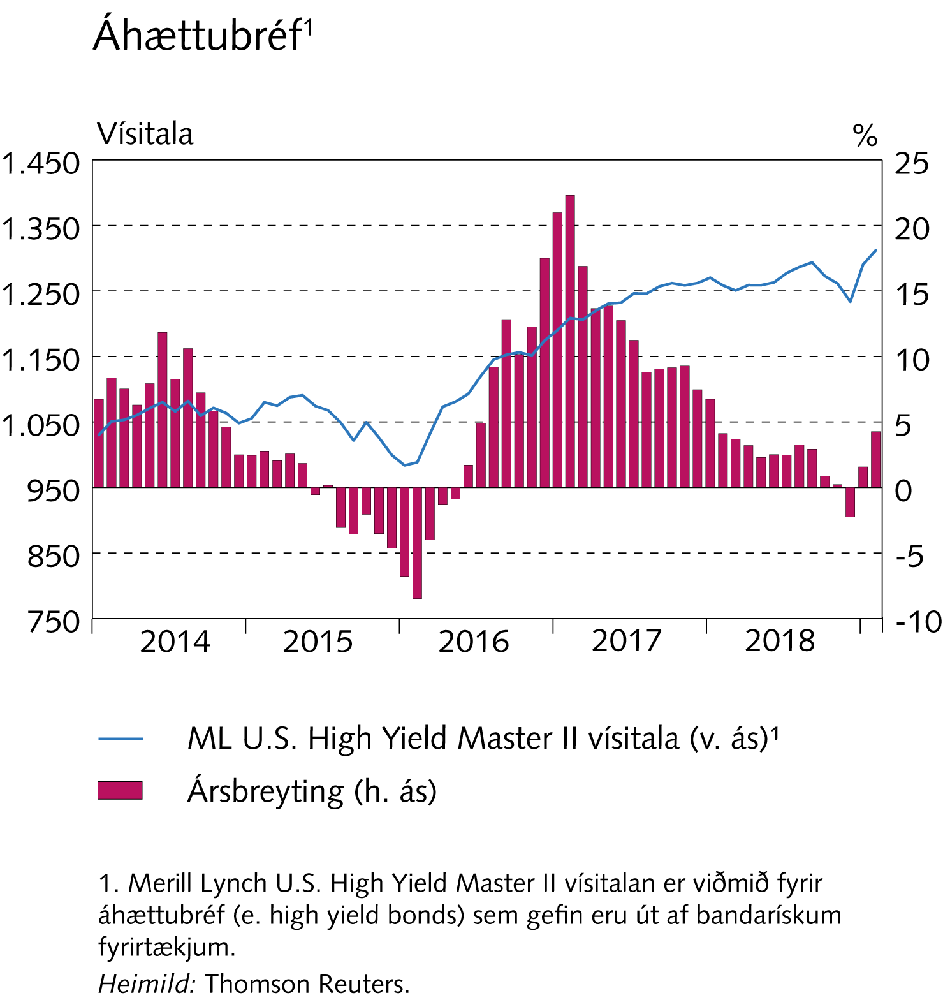 Áhættubréf¹
Vísitala %
1.450 25
1.350 20
1.250 15
1.150 10
1.050 5
950 0
850 -5
750 -10
2014 2015 2016 2017 2018
ML U.S. High Yield Master II vísitala (v. ás)¹
Ársbreyting (h. ás)
1. Merill Lynch U.S. High Yield Master II vísitalan er viðmið fyrir
áhættubréf (e. high yield bonds) sem gefin eru út af bandarískum
fyrirtækjum.
Heimild: Thomson Reuters.